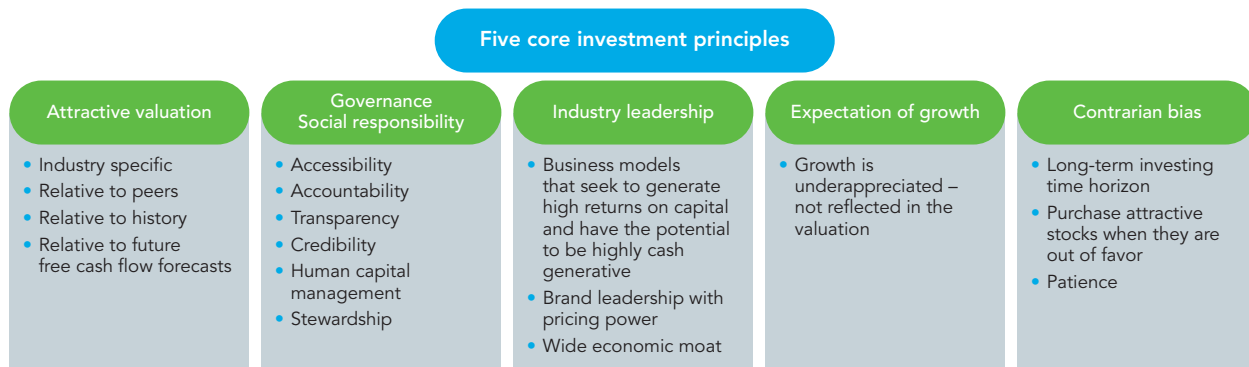 Five core investment principles
Attractive valuation
• Industry specific
• Relative to peers
• Relative to history
• Relative to future
free cash flow forecasts
Governance
Social responsibility
• Accessibility
• Accountability
• Transparency
• Credibility
• Human capital
management
• Stewardship
Industry leadership
• Business models
that seek to generate
high returns on capital
and have the potential
to be highly cash
generative
• Brand leadership with
pricing power
• Wide economic moat
Expectation of growth
• Growth is
underappreciated –
not reflected in the
valuation
Contrarian bias
• Long-term investing
time horizon
• Purchase attractive
stocks when they are
out of favor
• Patience